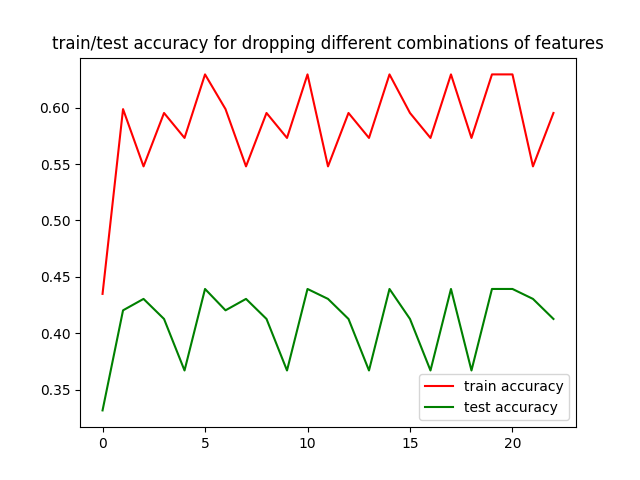 train/test accuracy for dropping different combinations of features
0.60
0.55
0.50
0.45
0.40
0.35
train accuracy
test accuracy
0 5 10 15 20